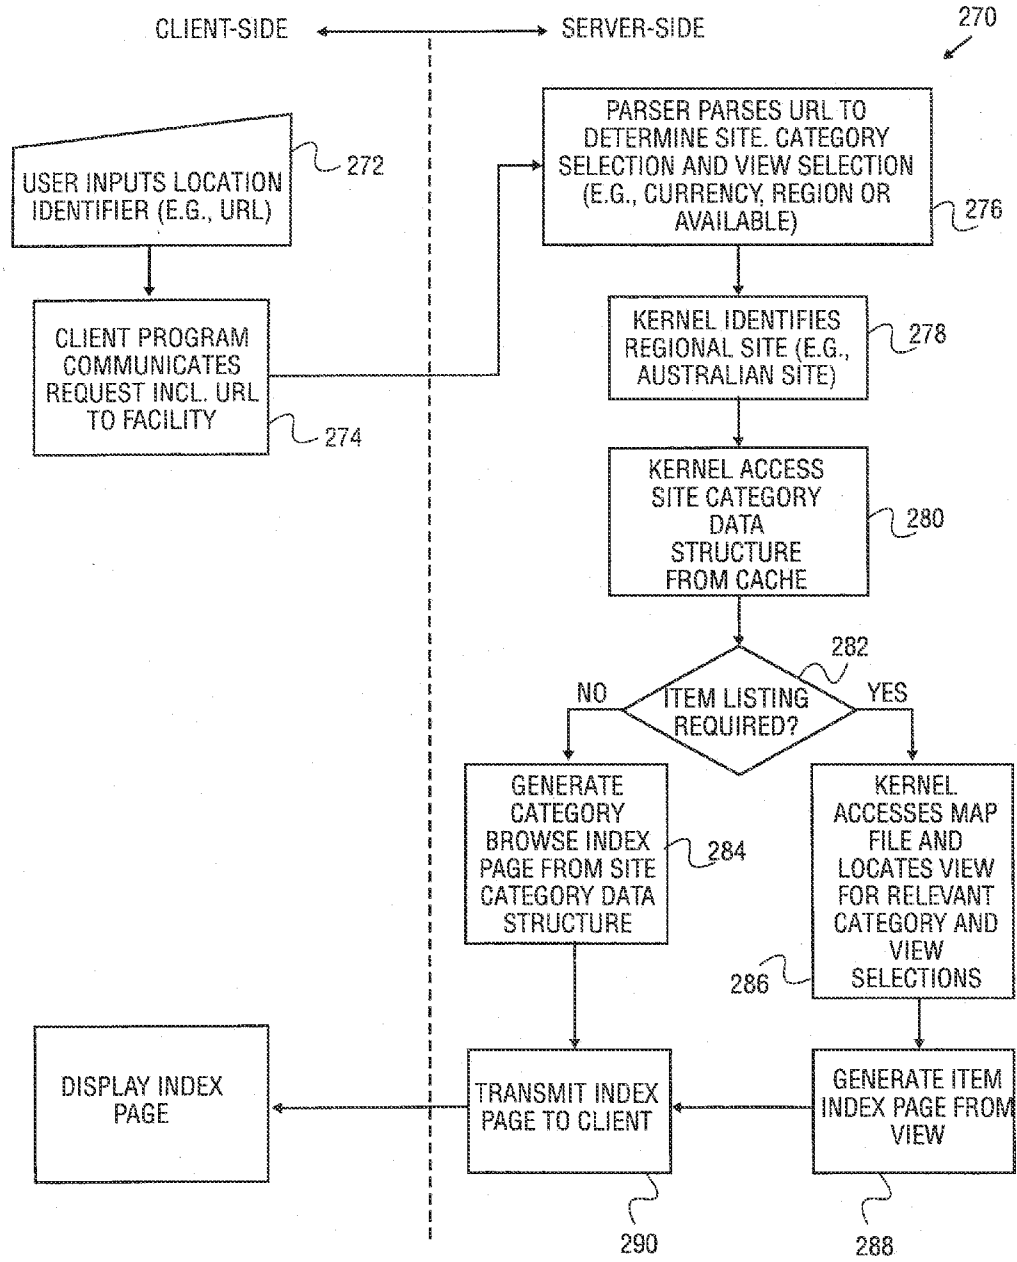 CLIENT-SIDE
SERVER-SIDE
270
USER INPUTS LOCATION
IDENTIFIER (E.G., URL)
272
CLIENT PROGRAM
COMMUNICATES
REQUEST INCL. URL
TO FACILITY
274
PARSER PARSES URL TO
DETERMINE SITE. CATEGORY
SELECTION AND VIEW SELECTION
(E.G., CURRENCY, REGION OR
AVAILABLE)
276
KERNEL IDENTIFIES
REGIONAL SITE (E.G.,
AUSTRALIAN SITE)
278
KERNEL ACCESS
SITE CATEGORY
DATA
STRUCTURE
FROM CACHE
280
ITEM LISTING
REQUIRED?
282
NO
YES
GENERATE
CATEGORY
BROWSE INDEX
PAGE FROM SITE
CATEGORY DATA
STRUCTURE
284
KERNEL
ACCESSES MAP
FILE AND
LOCATES VIEW
FOR RELEVANT
CATEGORY AND
VIEW
SELECTIONS
286
GENERATE ITEM
INDEX PAGE FROM
VIEW
288
TRANSMIT INDEX
PAGE TO CLIENT
290
DISPLAY INDEX
PAGE